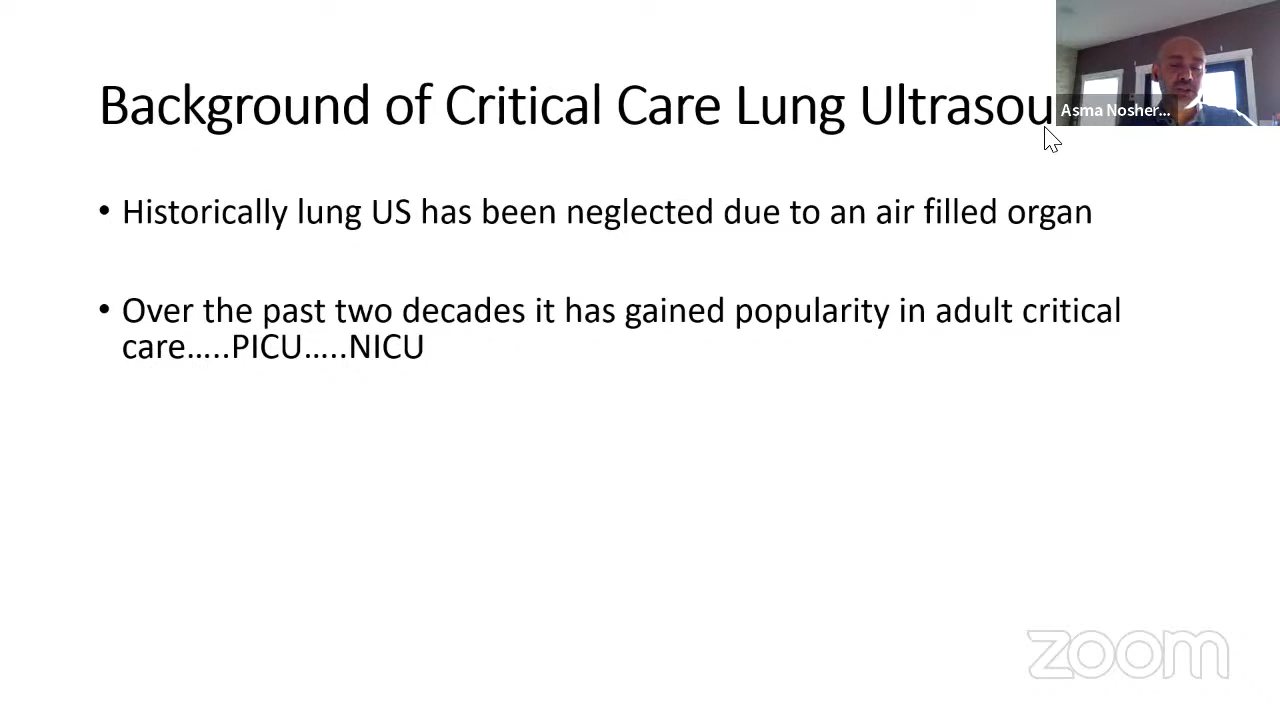 Background of Critical Care Lung Ultrasou
Asma Nosher...
• Historically lung US has been neglected due to an air filled organ
• Over the past two decades it has gained popularity in adult critical
care.....PICU.....NICU
zoom